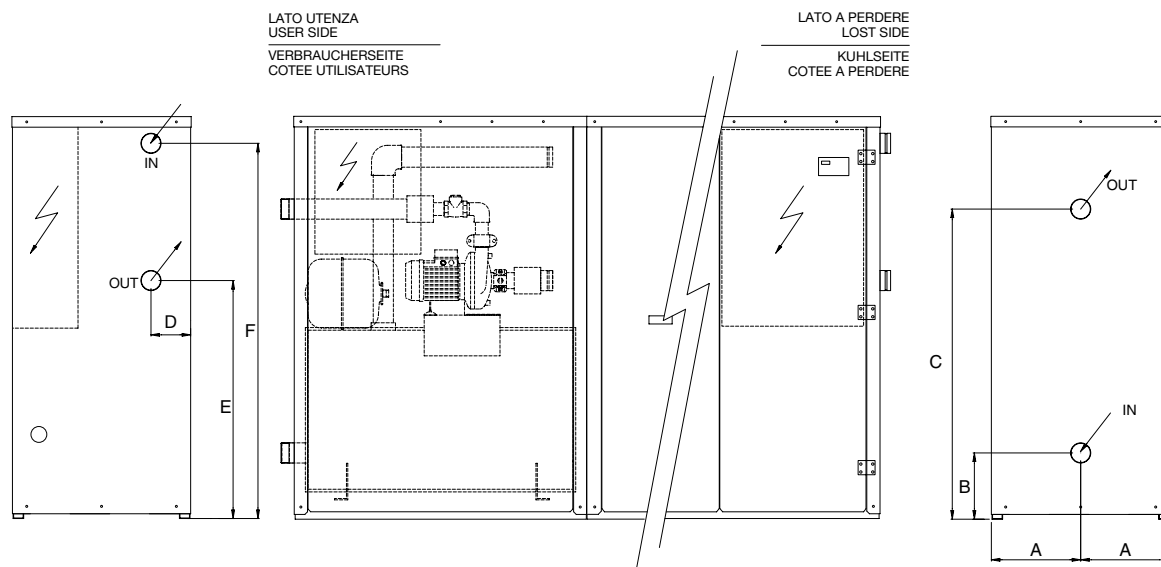 LATO UTENZA
USER SIDE
VERBRAUCHERSEITE
COTEE UTILISATEURS
LATO A PERDERE
LOST SIDE
KUHLSEITE
COTEE A PERDERE
IN
OUT
D
F
E
OUT
C
IN
B
A
A